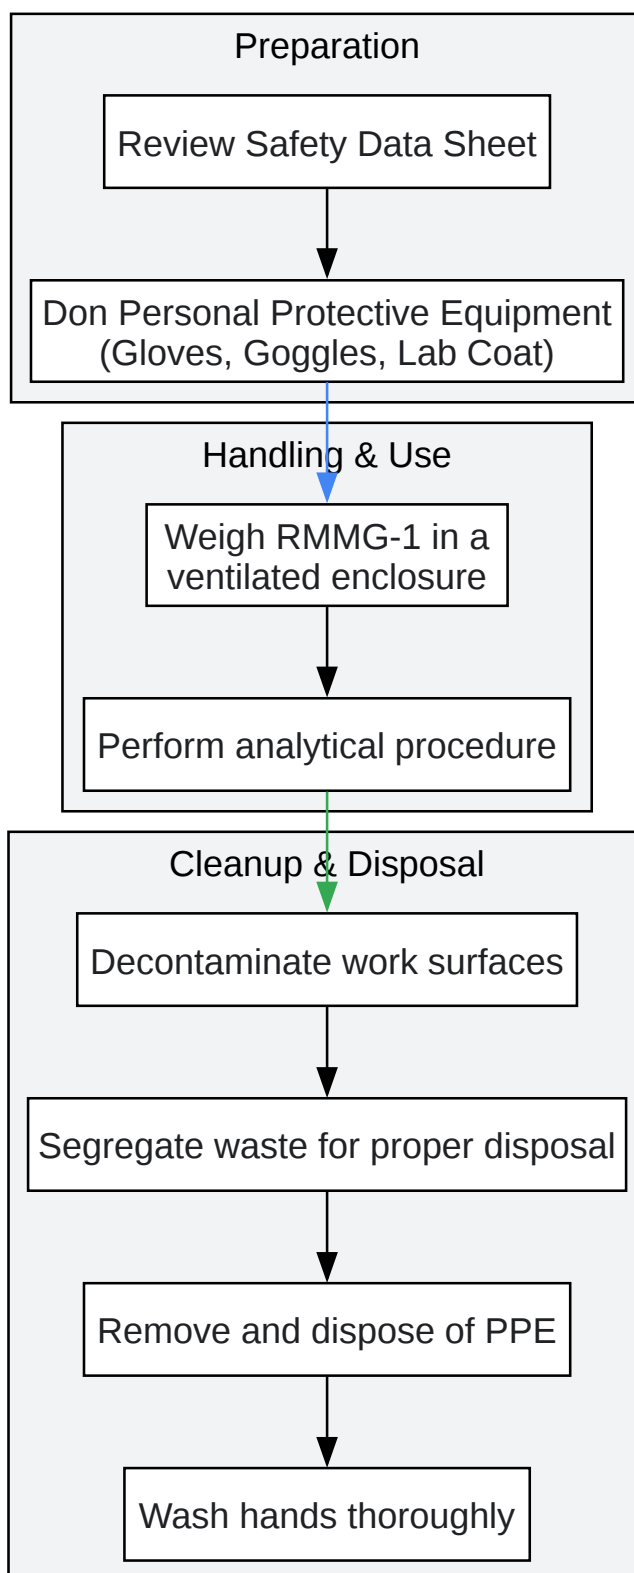 Preparation
Review Safety Data Sheet
Don Personal Protective Equipment
(Gloves, Goggles, Lab Coat)
Handling & Use
Weigh RMMG-1 in a
ventilated enclosure
Perform analytical procedure
Cleanup & Disposal
Decontaminate work surfaces
Segregate waste for proper disposal
Remove and dispose of PPE
Wash hands thoroughly